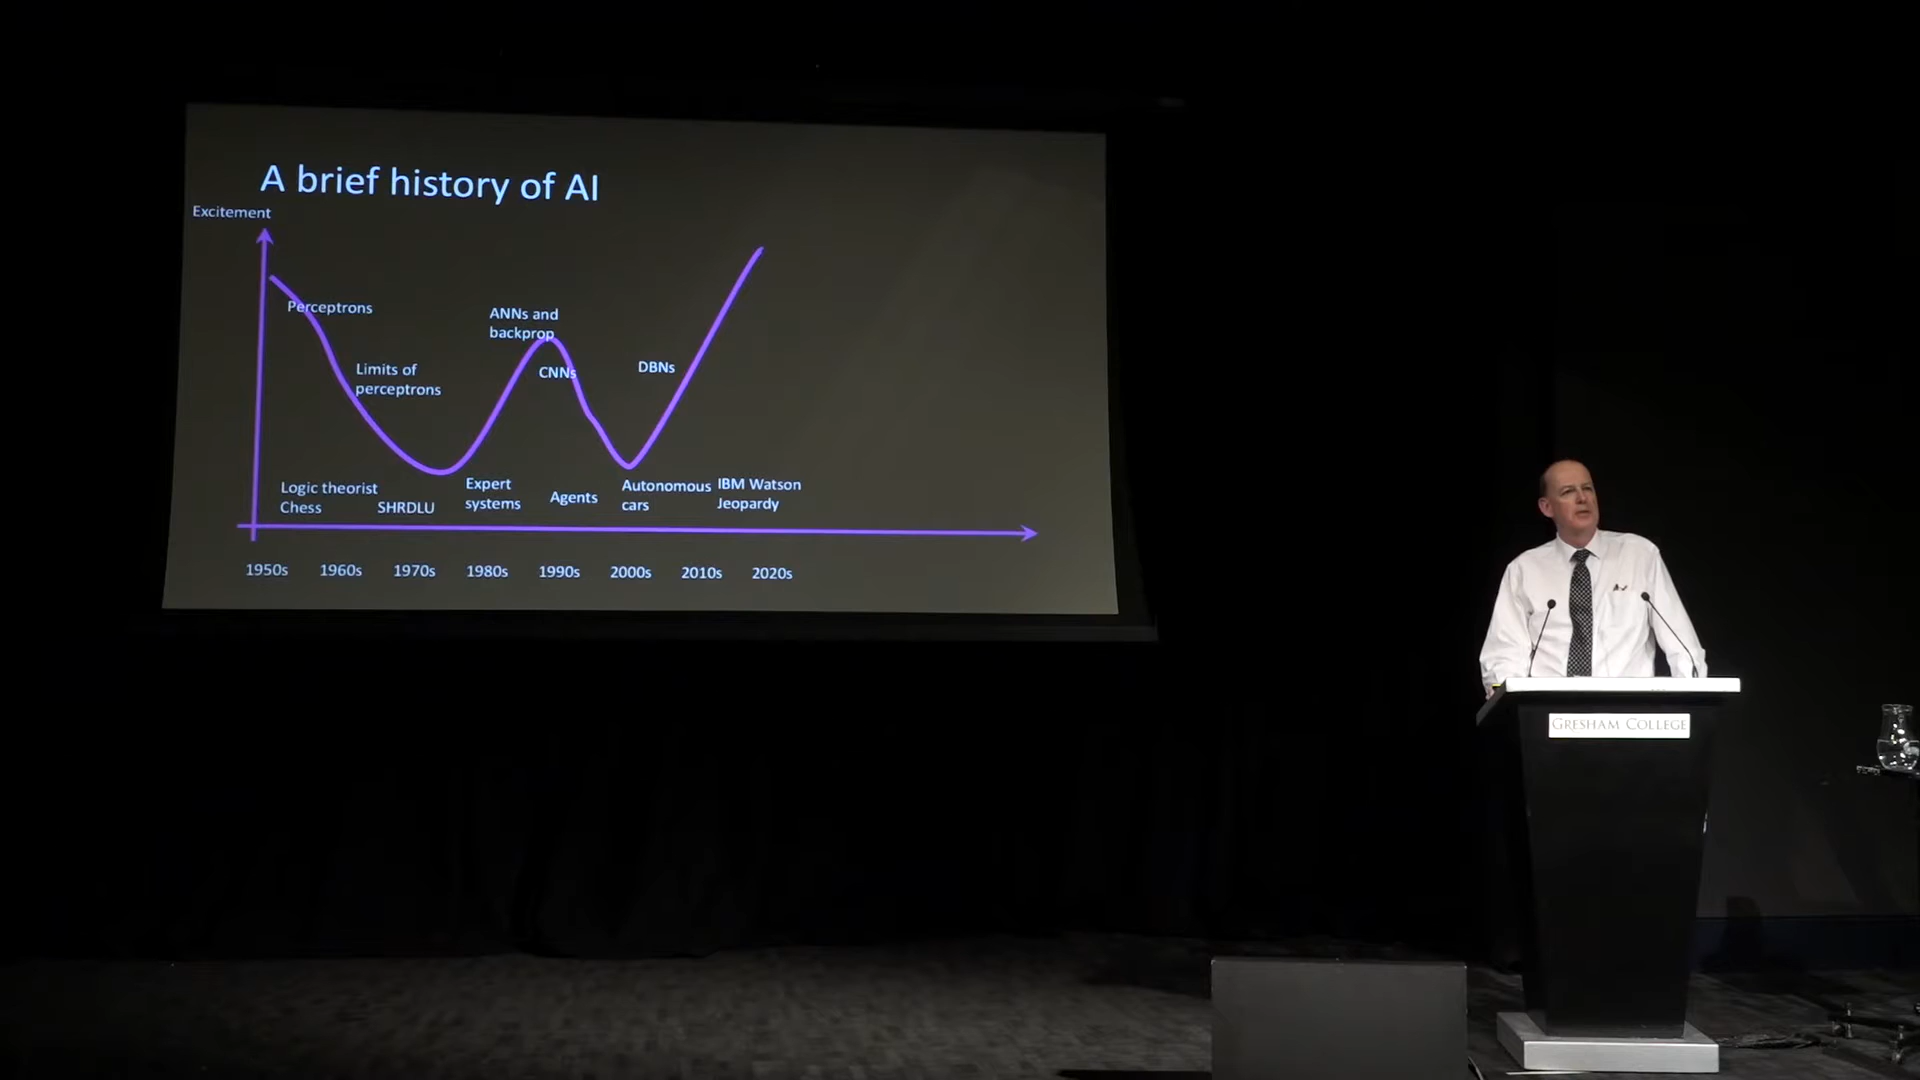 A brief history of AI
Excitement
Perceptrons
ANNs and
backprop
Limits of
perceptrons
CNNs
DBNs
Logic theorist
Chess
SHRDLU
Expert
systems
Agents
Autonomous
cars
IBM Watson
Jeopardy
1950s 1960s 1970s 1980s 1990s 2000s 2010s 2020s
GRESHAM COLLEGE